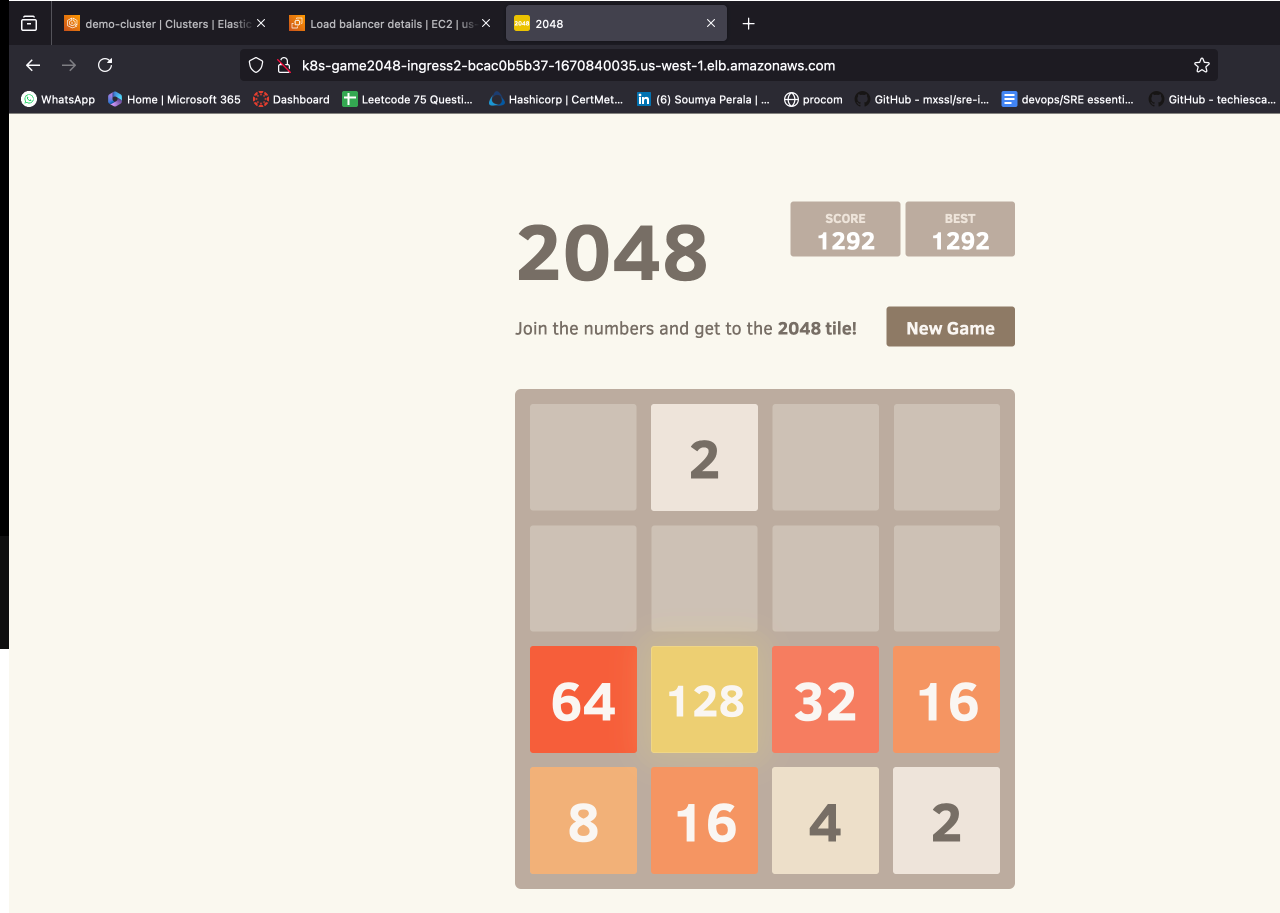 demo-cluster | Clusters | Elastic
Load balancer details | EC2 | us-
2048
2048
k8s-game2048-ingress2-bcac0b5b37-1670840035.us-west-1.elb.amazonaws.com
WhatsApp
Home | Microsoft 365
Dashboard
Leetcode 75 Questi...
Hashicorp | CertMet...
in
(6) Soumya Perala | ...
procom
GitHub - mxssl/sre-i...
devops/SRE essenti...
GitHub - techiesca...
2048
SCORE
1292
BEST
1292
Join the numbers and get to the 2048 tile!
New Game
2
64 128 32 16
8 16 4 2